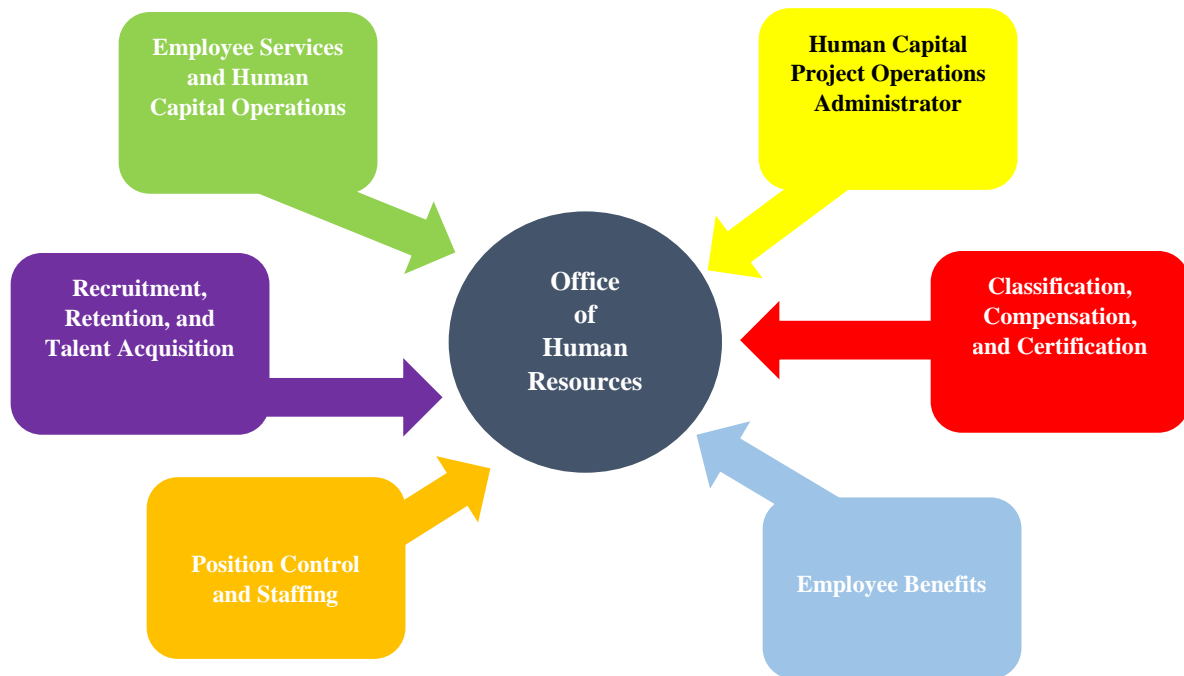 Employee Services
and Human
Capital Operations
Human Capital
Project Operations
Administrator
Recruitment,
Retention, and
Talent Acquisition
Office
of
Human
Resources
Classification,
Compensation,
and Certification
Position Control
and Staffing
Employee Benefits